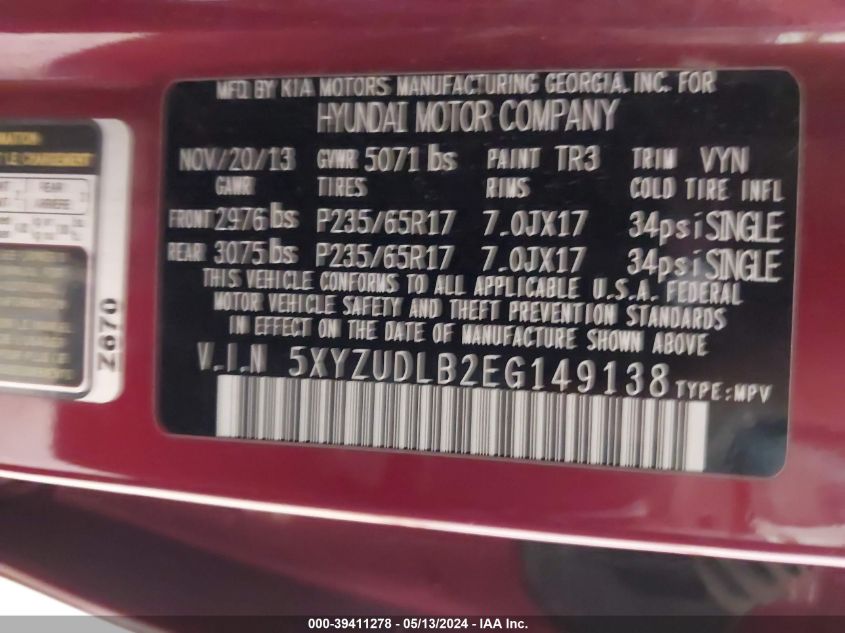 MFD BY KIA MOTORS MANUFACTURING GEORGIA, INC. FOR
HYUNDAI MOTOR COMPANY
NOV/20/13 GVWR 5071 lbs PAINT TR3 TRIM VYN
GAWR TIRES RIMS COLD TIRE INFL
FRONT 2976 lbs P235/65R17 7.0JX17 34psi SINGLE
REAR 3075 lbs P235/65R17 7.0JX17 34psi SINGLE
THIS VEHICLE CONFORMS TO ALL APPLICABLE U.S.A. FEDERAL
MOTOR VEHICLE SAFETY AND THEFT PREVENTION STANDARDS
IN EFFECT ON THE DATE OF MANUFACTURE SHOWN ABOVE
V.I.N 5XYZUDLB2EG149138 TYPE:MPV
REAR
Z070
000-39411278 - 05/13/2024 - IAA Inc.